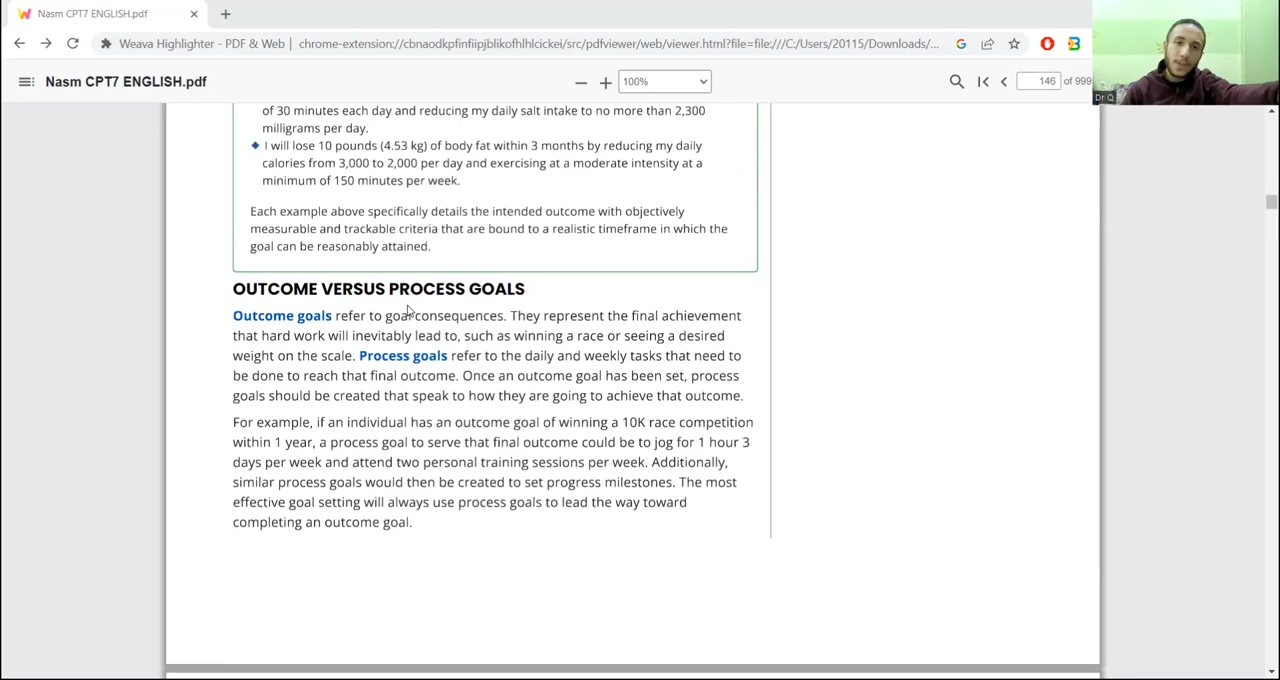 Nasm CPT7 ENGLISH.pdf
Weava Highlighter - PDF & Web | chrome-extension://cbnaodkpfinfiipjblikofhlhlcickei/src/pdfviewer/web/viewer.html?file=file:///C:/Users/20115/Downloads/...
Nasm CPT7 ENGLISH.pdf
100%
146 of 999
Dr Q
of 30 minutes each day and reducing my daily salt intake to no more than 2,300
milligrams per day.
I will lose 10 pounds (4.53 kg) of body fat within 3 months by reducing my daily
calories from 3,000 to 2,000 per day and exercising at a moderate intensity at a
minimum of 150 minutes per week.
Each example above specifically details the intended outcome with objectively
measurable and trackable criteria that are bound to a realistic timeframe in which the
goal can be reasonably attained.
OUTCOME VERSUS PROCESS GOALS
Outcome goals refer to goal consequences. They represent the final achievement
that hard work will inevitably lead to, such as winning a race or seeing a desired
weight on the scale. Process goals refer to the daily and weekly tasks that need to
be done to reach that final outcome. Once an outcome goal has been set, process
goals should be created that speak to how they are going to achieve that outcome.
For example, if an individual has an outcome goal of winning a 10K race competition
within 1 year, a process goal to serve that final outcome could be to jog for 1 hour 3
days per week and attend two personal training sessions per week. Additionally,
similar process goals would then be created to set progress milestones. The most
effective goal setting will always use process goals to lead the way toward
completing an outcome goal.